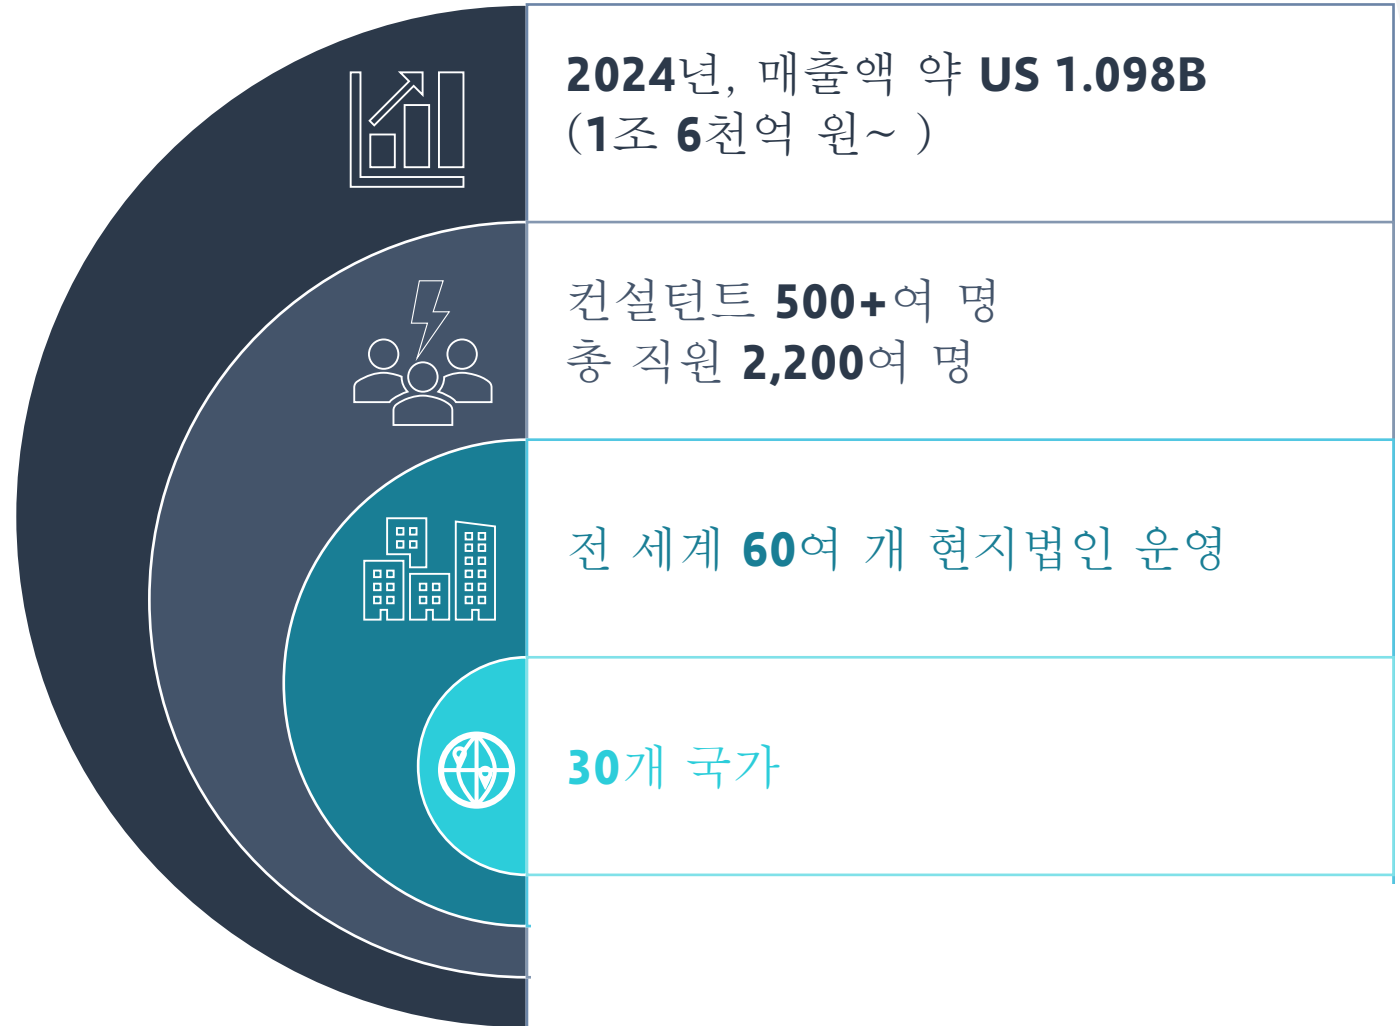 2024년, 매출액 약 US 1.098B
(1조 6천억 원~ )
컨설턴트 500+여 명
총 직원 2,200여 명
전 세계 60여 개 현지법인 운영
30개 국가